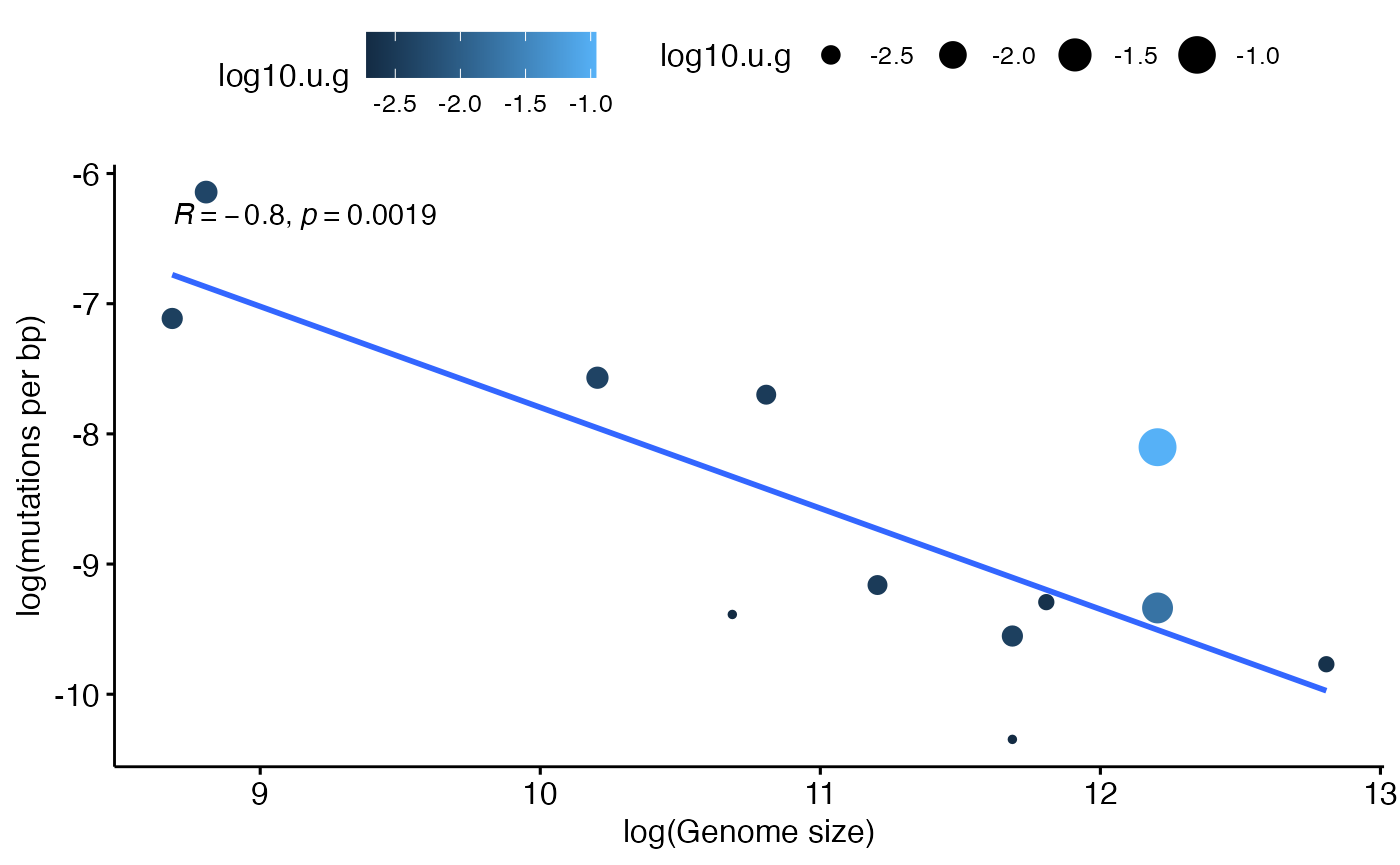 log10.u.g
-2.5 -2.0 -1.5 -1.0
log10.u.g -2.5 -2.0 -1.5 -1.0
R = −0.8, p = 0.0019
log(mutations per bp)
-6
-7
-8
-9
-10
9 10 11 12 13
log(Genome size)